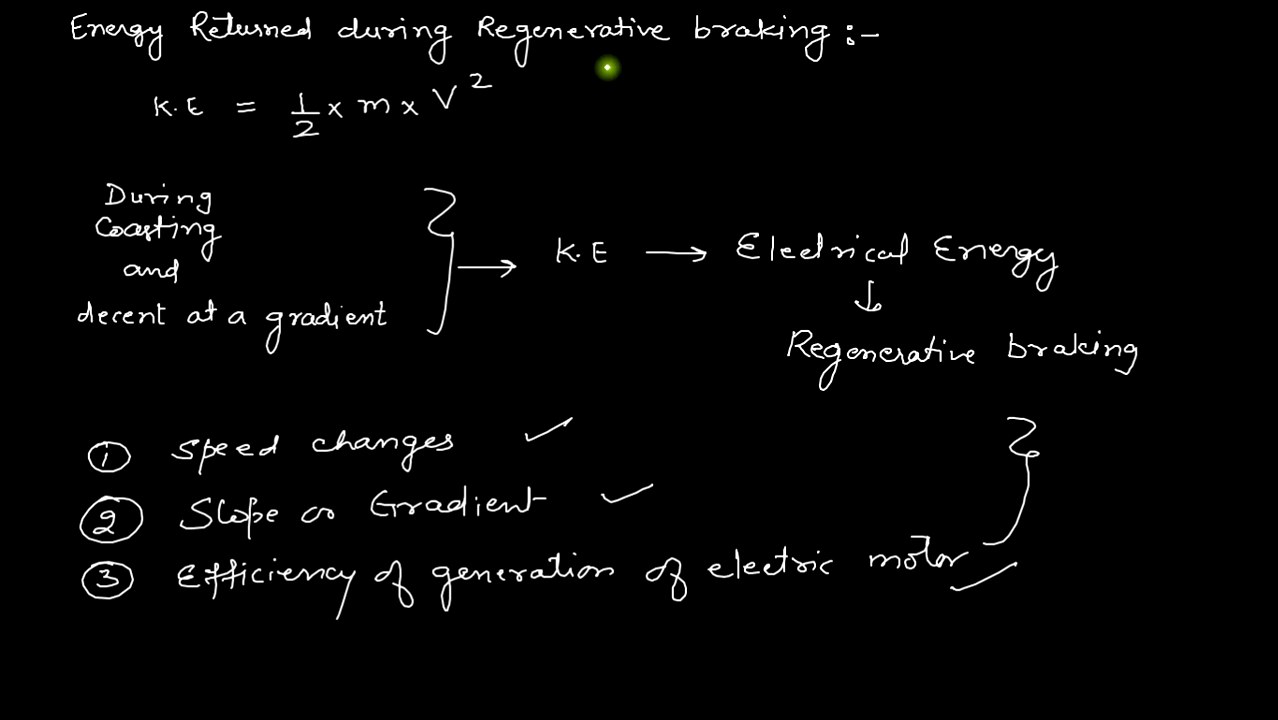 Energy Returned during Regenerative braking :-
K.E = 1/2 x m x V²
During
Coasting
and
decent at a gradient
→ K.E → Electrical Energy
↓
Regenerative braking
① Speed changes ✓
② Slope or Gradient ✓
③ Efficiency of generation of electric motor ✓